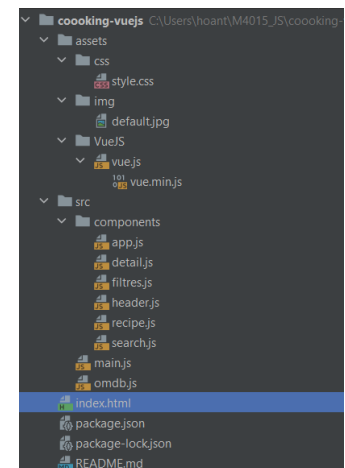 coooking-vuejs C:\Users\hoant\M4015_JS\coooking-
assets
css
style.css
img
default.jpg
VueJS
vue.js
vue.min.js
src
components
app.js
detail.js
filtres.js
header.js
recipe.js
search.js
main.js
omdb.js
index.html
package.json
package-lock.json
README.md